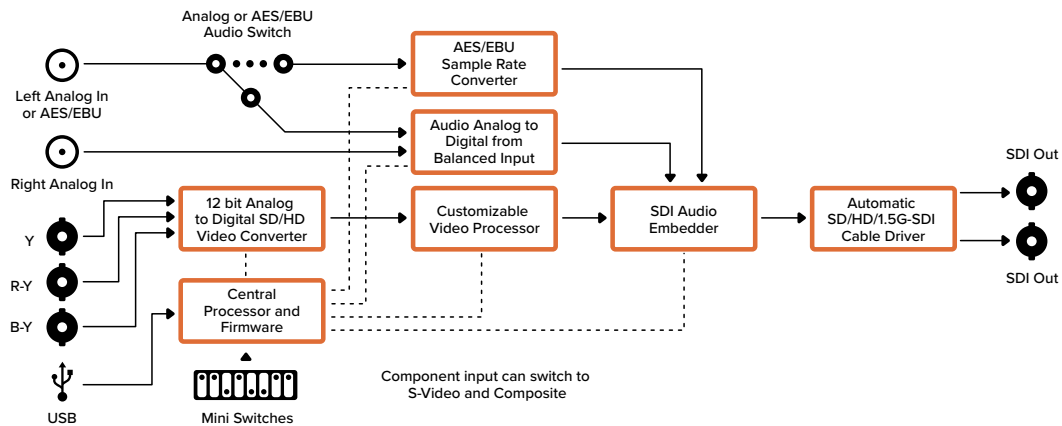 Analog or AES/EBU
Audio Switch
Left Analog In
or AES/EBU
Right Analog In
AES/EBU
Sample Rate
Converter
Audio Analog to
Digital from
Balanced Input
Y
R-Y
B-Y
USB
12 bit Analog
to Digital SD/HD
Video Converter
Customizable
Video Processor
SDI Audio
Embedder
Automatic
SD/HD/1.5G-SDI
Cable Driver
SDI Out
SDI Out
Central
Processor and
Firmware
Mini Switches
Component input can switch to
S-Video and Composite